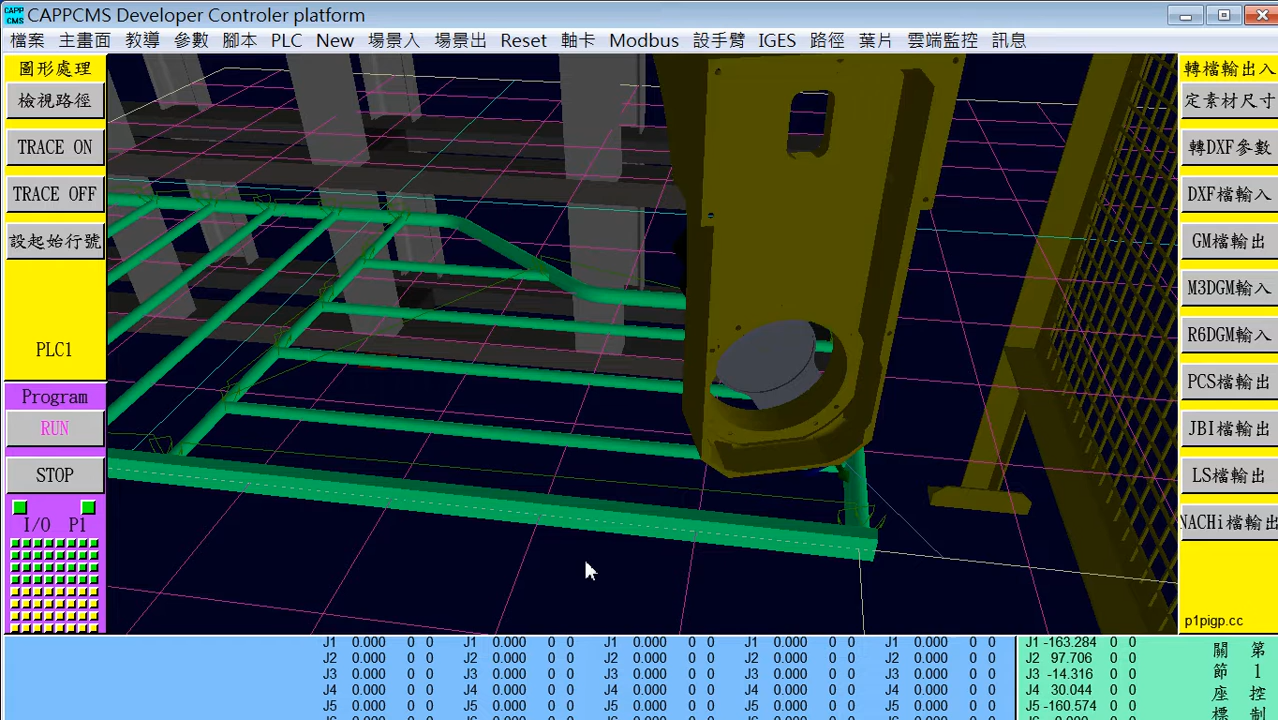 CAPPCMS Developer Controler platform
檔案 主畫面 教導 參數 腳本 PLC New 場景入 場景出 Reset 軸卡 Modbus 設手臂 IGES 路徑 葉片 雲端監控 訊息
圖形處理
檢視路徑
TRACE ON
TRACE OFF
設起始行號
PLC1
Program
RUN
STOP
I/O P1
轉檔輸出入
定素材尺寸
轉DXF參數
DXF檔輸入
GM檔輸出
M3DGM輸入
R6DGM輸入
PCS檔輸出
JBI檔輸出
LS檔輸出
NACHi檔輸出
p1pigp.cc
J1 0.000 0 0 J1 0.000 0 0 J1 0.000 0 0 J1 0.000 0 0 J1 0.000 0 0 J1 -163.284 0 0
J2 0.000 0 0 J2 0.000 0 0 J2 0.000 0 0 J2 0.000 0 0 J2 0.000 0 0 J2 97.706 0 0
J3 0.000 0 0 J3 0.000 0 0 J3 0.000 0 0 J3 0.000 0 0 J3 0.000 0 0 J3 -14.316 0 0
J4 0.000 0 0 J4 0.000 0 0 J4 0.000 0 0 J4 0.000 0 0 J4 0.000 0 0 J4 30.044 0 0
J5 0.000 0 0 J5 0.000 0 0 J5 0.000 0 0 J5 0.000 0 0 J5 0.000 0 0 J5 -160.574 0 0
關節座標
第1控制